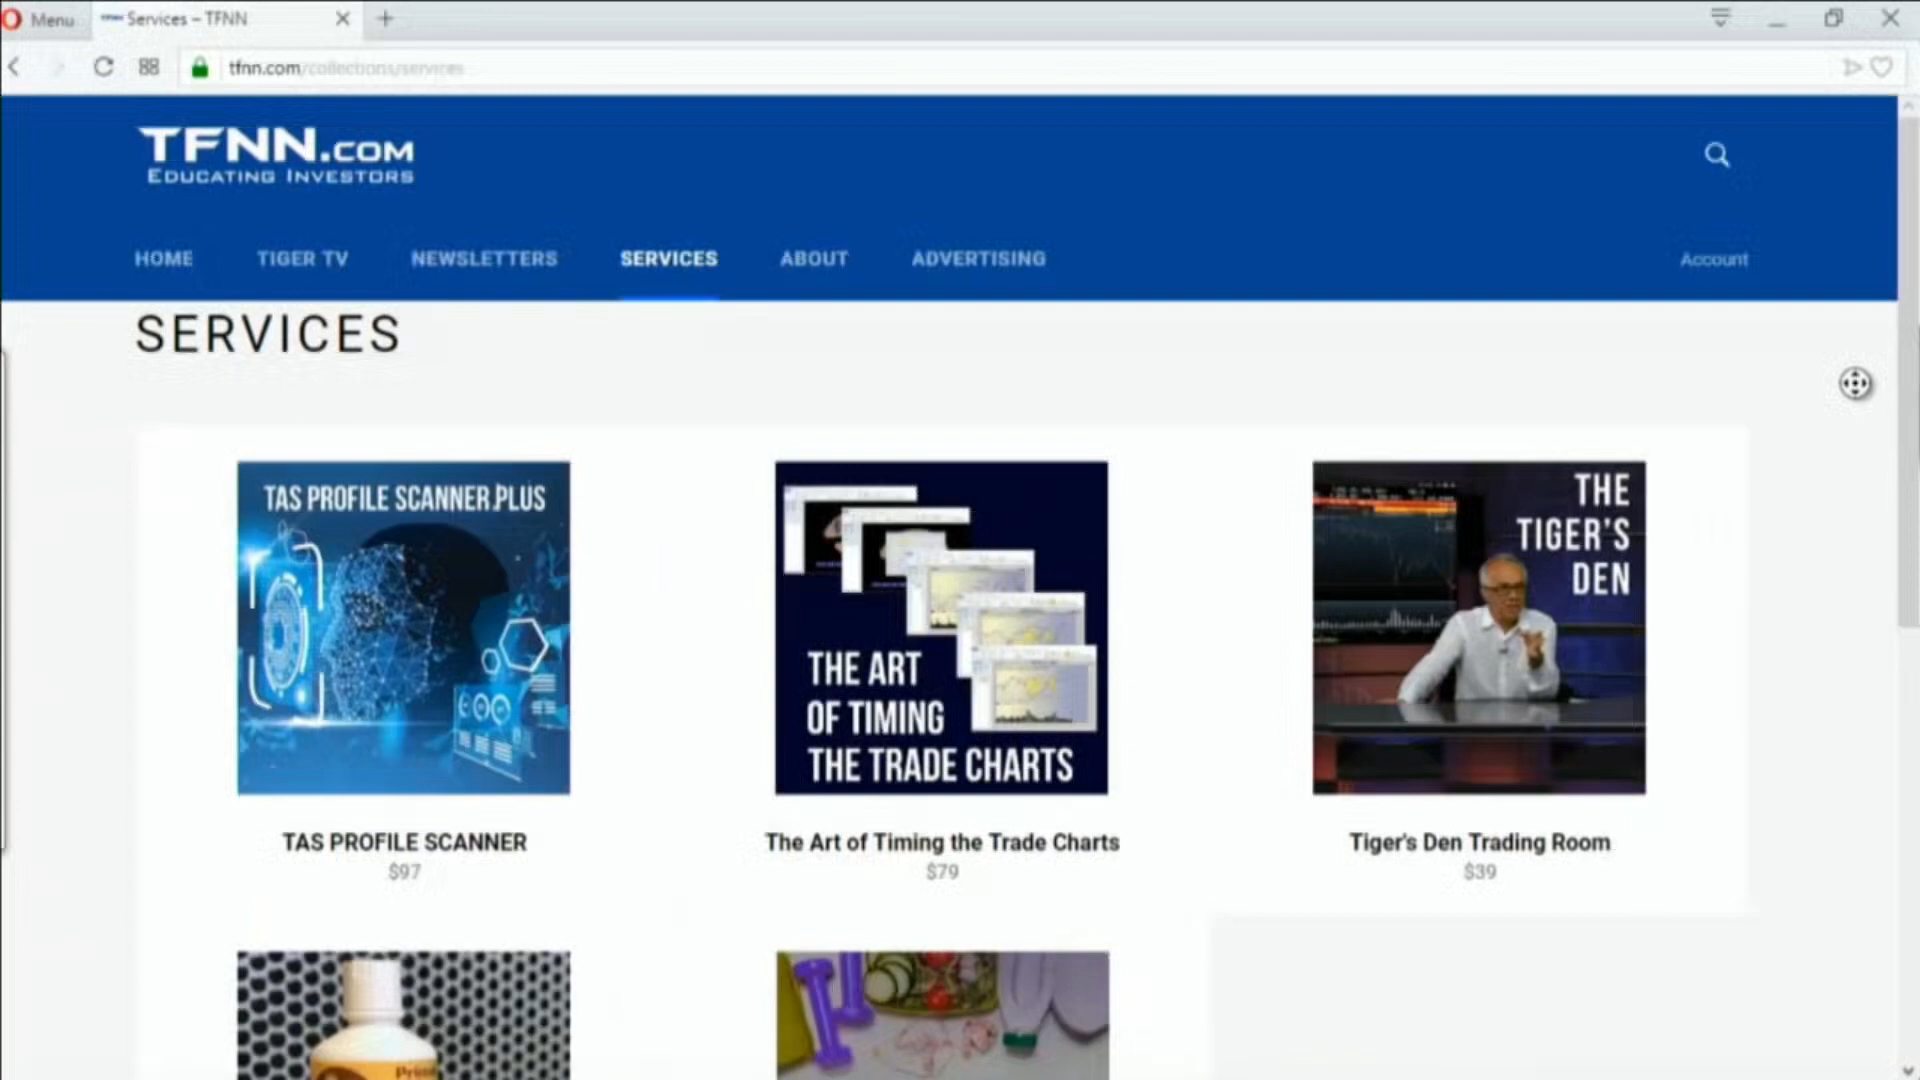 Menu
Services – TFNN
tfnn.com/collections/services
TFNN.COM
EDUCATING INVESTORS
HOME TIGER TV NEWSLETTERS SERVICES ABOUT ADVERTISING Account
SERVICES
TAS PROFILE SCANNER PLUS
THE ART
OF TIMING
THE TRADE CHARTS
THE
TIGER'S
DEN
TAS PROFILE SCANNER
$97
The Art of Timing the Trade Charts
$79
Tiger's Den Trading Room
$39